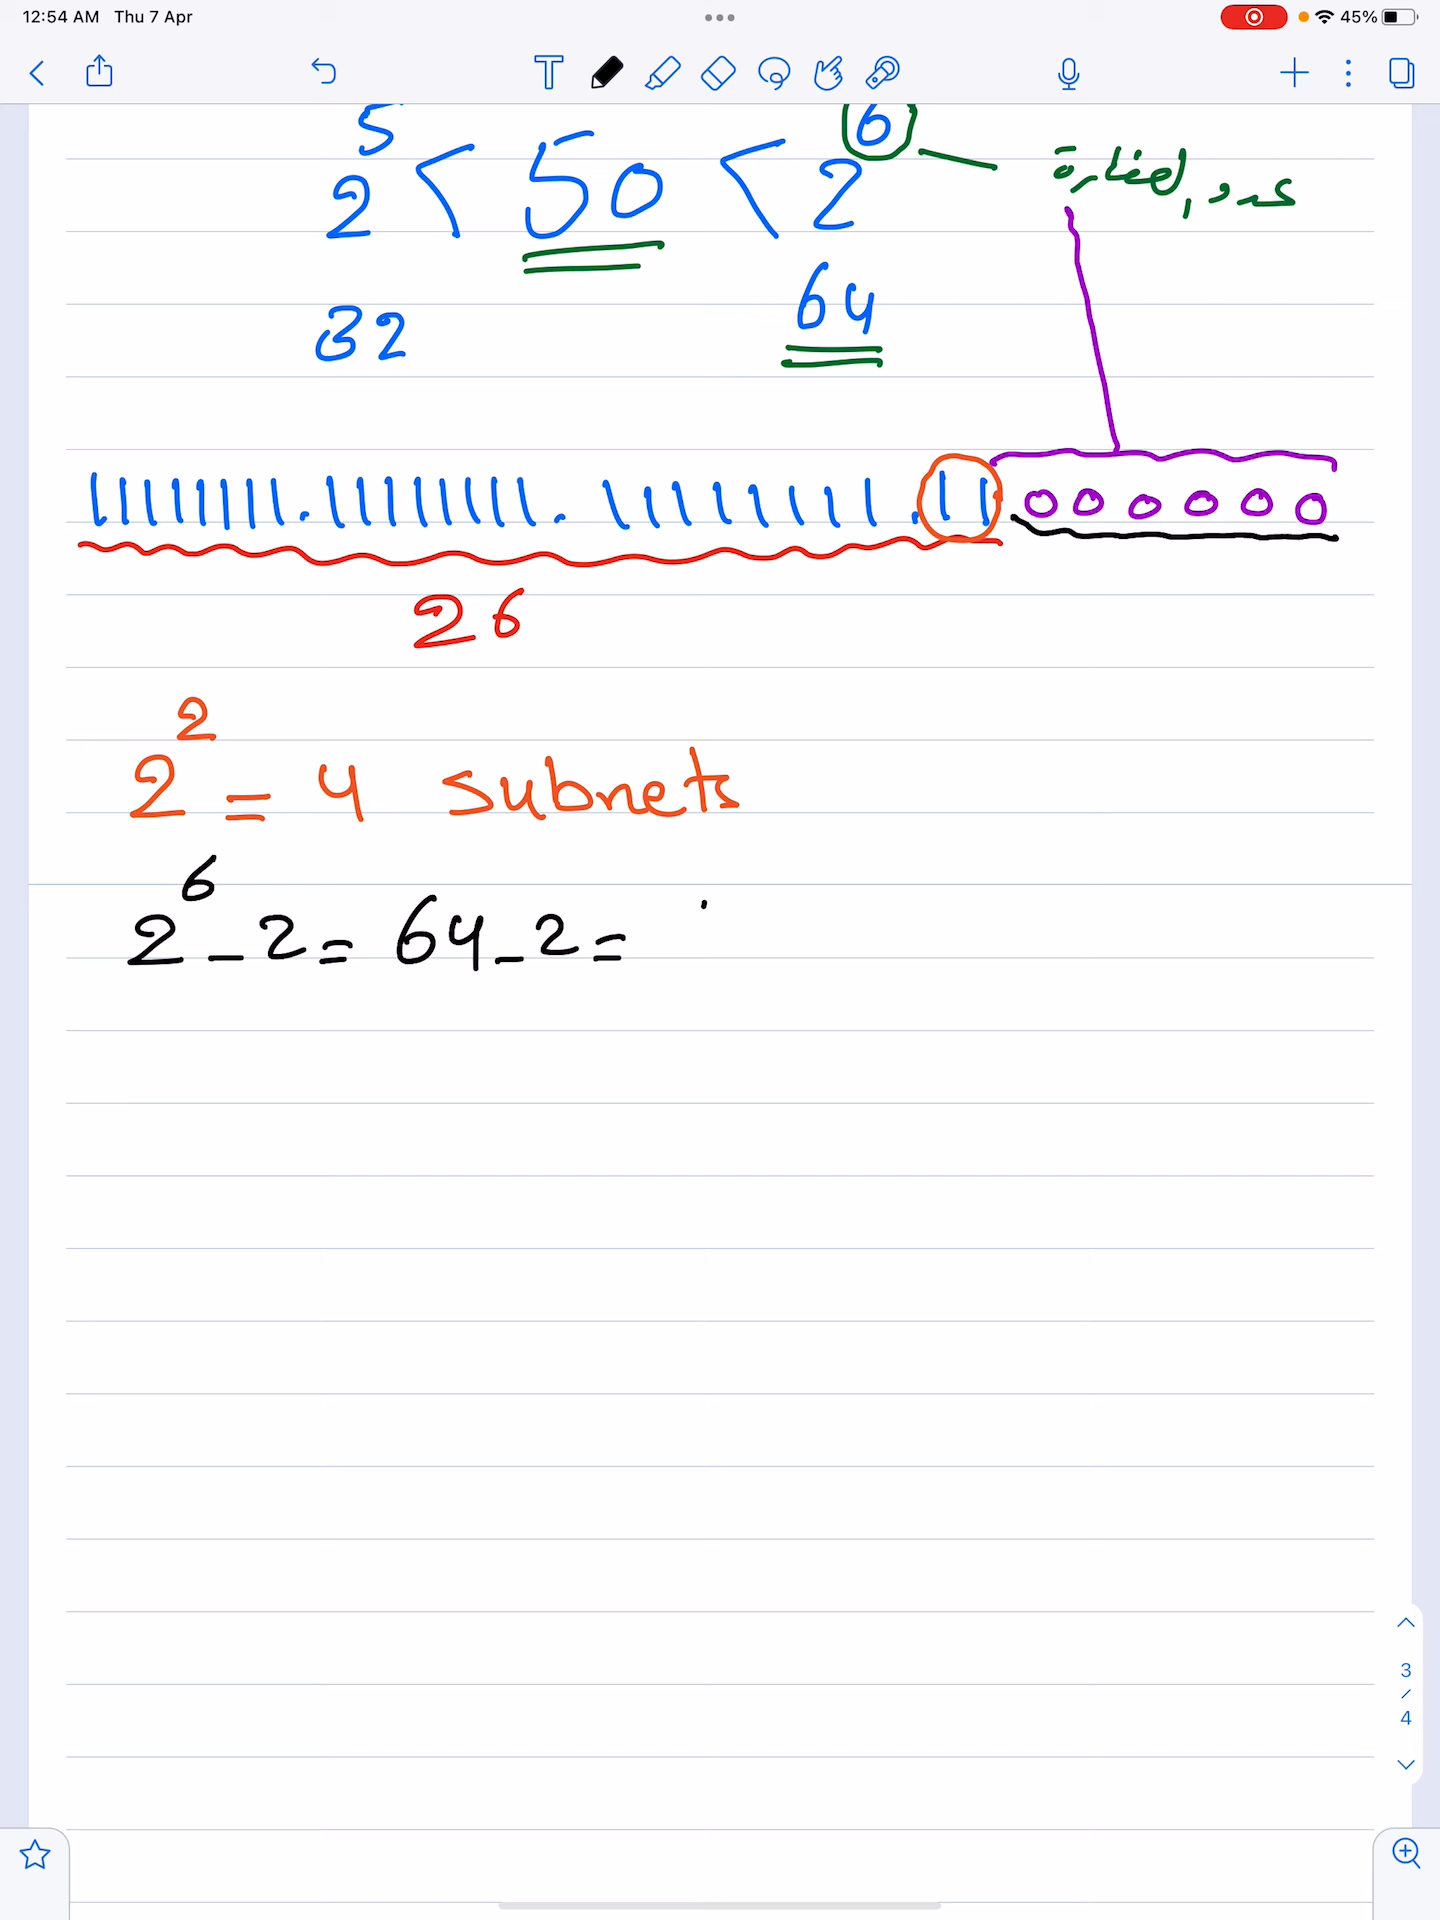 12:54 AM Thu 7 Apr 45%
2^5 < 50 < 2^6 — عدد الاصفار
32 64
11111111.11111111.11111111.11000000
26
2^2 = 4 subnets
2^6 - 2 = 64 - 2 =
3/4